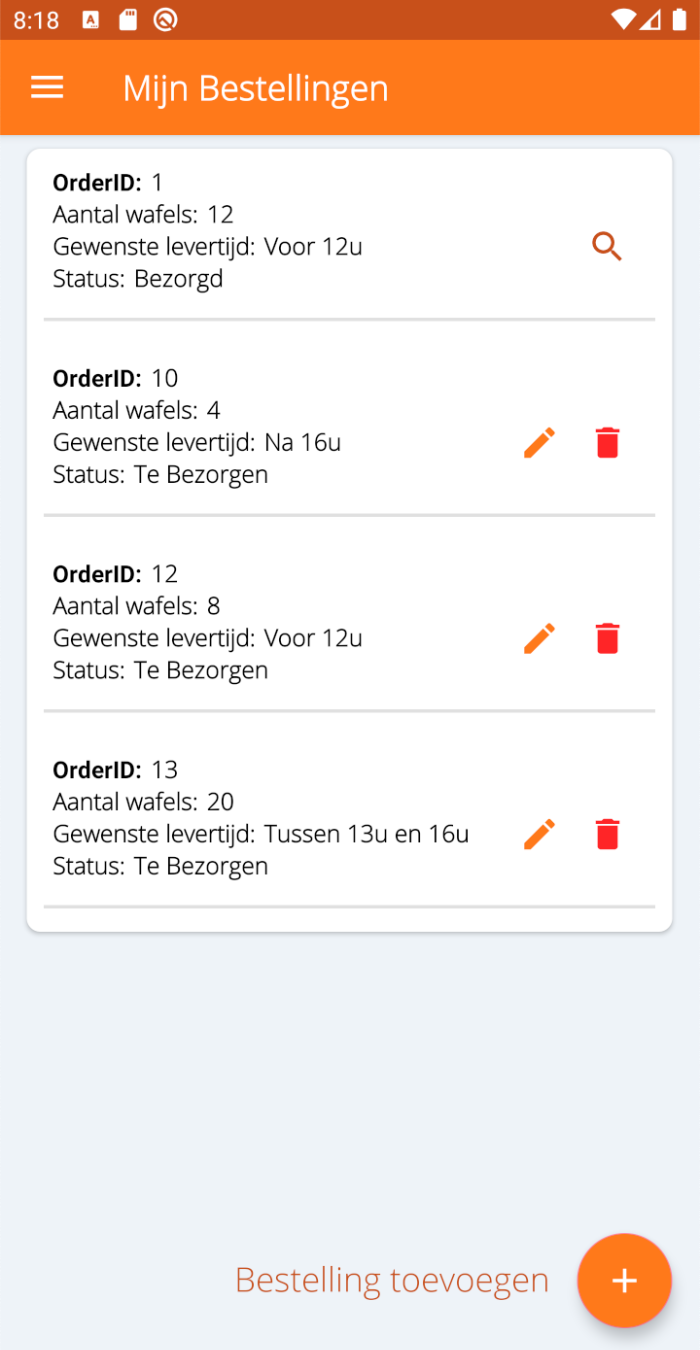 8:18
Mijn Bestellingen
OrderID: 1
Aantal wafels: 12
Gewenste levertijd: Voor 12u
Status: Bezorgd
OrderID: 10
Aantal wafels: 4
Gewenste levertijd: Na 16u
Status: Te Bezorgen
OrderID: 12
Aantal wafels: 8
Gewenste levertijd: Voor 12u
Status: Te Bezorgen
OrderID: 13
Aantal wafels: 20
Gewenste levertijd: Tussen 13u en 16u
Status: Te Bezorgen
Bestelling toevoegen